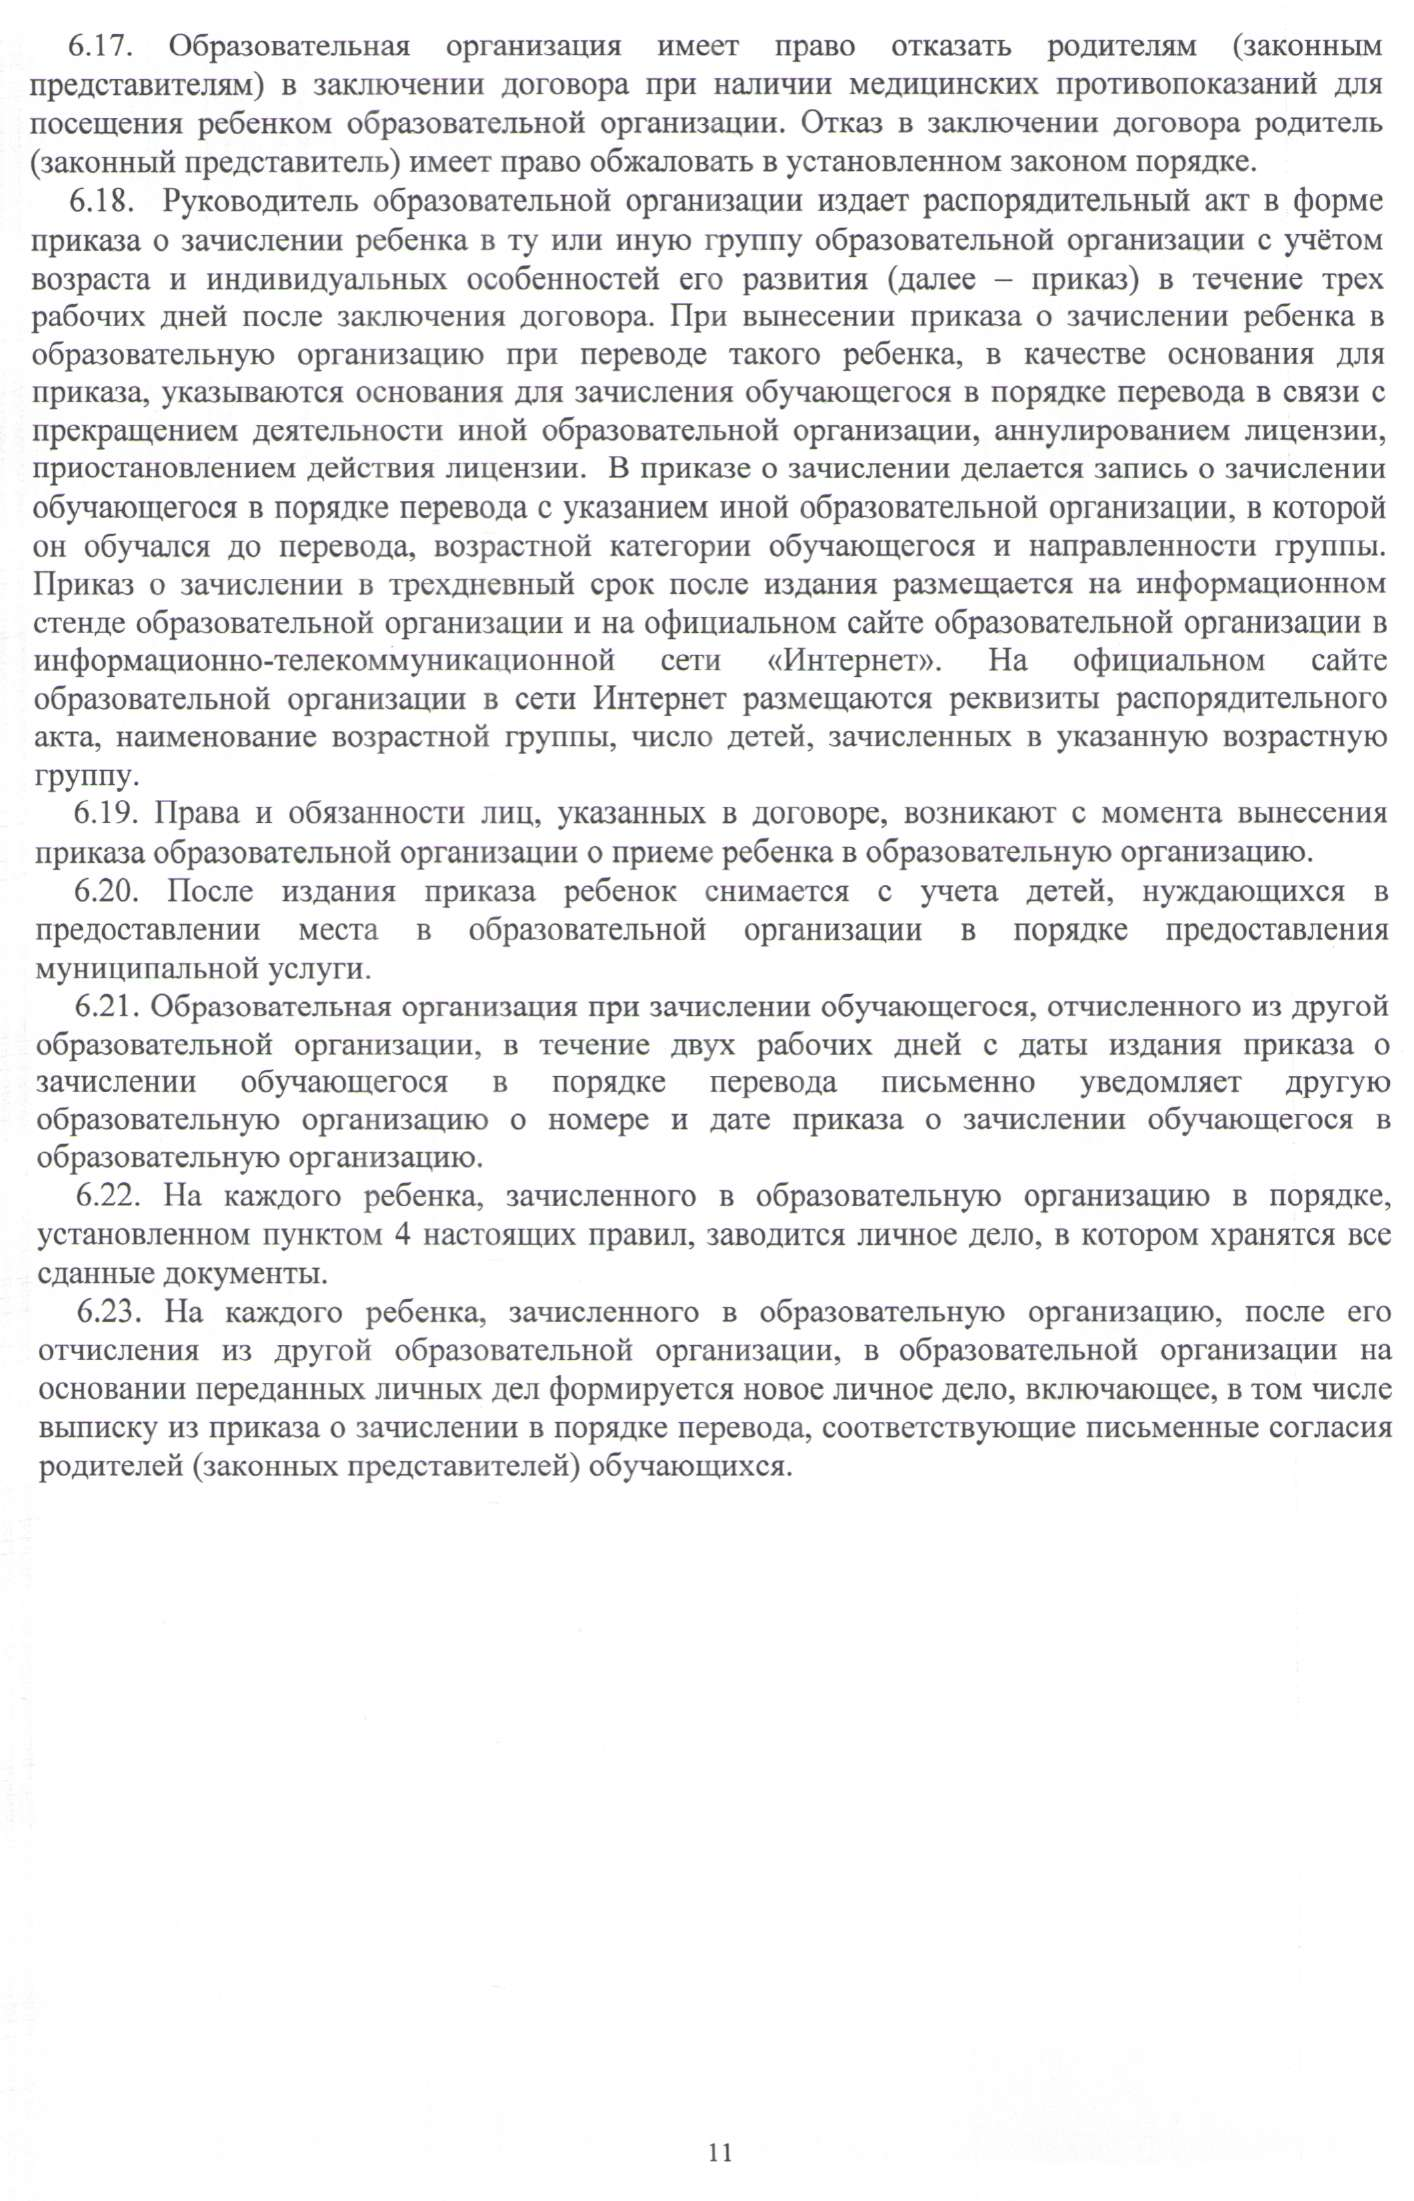 6.17. Образовательная организация имеет право отказать родителям (законным
представителям) в заключении договора при наличии медицинских противопоказаний для
посещения ребенком образовательной организации. Отказ в заключении договора родитель
(законный представитель) имеет право обжаловать в установленном законом порядке.
6.18. Руководитель образовательной организации издает распорядительный акт в форме
приказа о зачислении ребенка в ту или иную группу образовательной организации с учётом
возраста и индивидуальных особенностей его развития (далее – приказ) в течение трех
рабочих дней после заключения договора. При вынесении приказа о зачислении ребенка в
образовательную организацию при переводе такого ребенка, в качестве основания для
приказа, указываются основания для зачисления обучающегося в порядке перевода в связи с
прекращением деятельности иной образовательной организации, аннулированием лицензии,
приостановлением действия лицензии. В приказе о зачислении делается запись о зачислении
обучающегося в порядке перевода с указанием иной образовательной организации, в которой
он обучался до перевода, возрастной категории обучающегося и направленности группы.
Приказ о зачислении в трехдневный срок после издания размещается на информационном
стенде образовательной организации и на официальном сайте образовательной организации в
информационно-телекоммуникационной сети «Интернет». На официальном сайте
образовательной организации в сети Интернет размещаются реквизиты распорядительного
акта, наименование возрастной группы, число детей, зачисленных в указанную возрастную
группу.
6.19. Права и обязанности лиц, указанных в договоре, возникают с момента вынесения
приказа образовательной организации о приеме ребенка в образовательную организацию.
6.20. После издания приказа ребенок снимается с учета детей, нуждающихся в
предоставлении места в образовательной организации в порядке предоставления
муниципальной услуги.
6.21. Образовательная организация при зачислении обучающегося, отчисленного из другой
образовательной организации, в течение двух рабочих дней с даты издания приказа о
зачислении обучающегося в порядке перевода письменно уведомляет другую
образовательную организацию о номере и дате приказа о зачислении обучающегося в
образовательную организацию.
6.22. На каждого ребенка, зачисленного в образовательную организацию в порядке,
установленном пунктом 4 настоящих правил, заводится личное дело, в котором хранятся все
сданные документы.
6.23. На каждого ребенка, зачисленного в образовательную организацию, после его
отчисления из другой образовательной организации, в образовательной организации на
основании переданных личных дел формируется новое личное дело, включающее, в том числе
выписку из приказа о зачислении в порядке перевода, соответствующие письменные согласия
родителей (законных представителей) обучающихся.
11